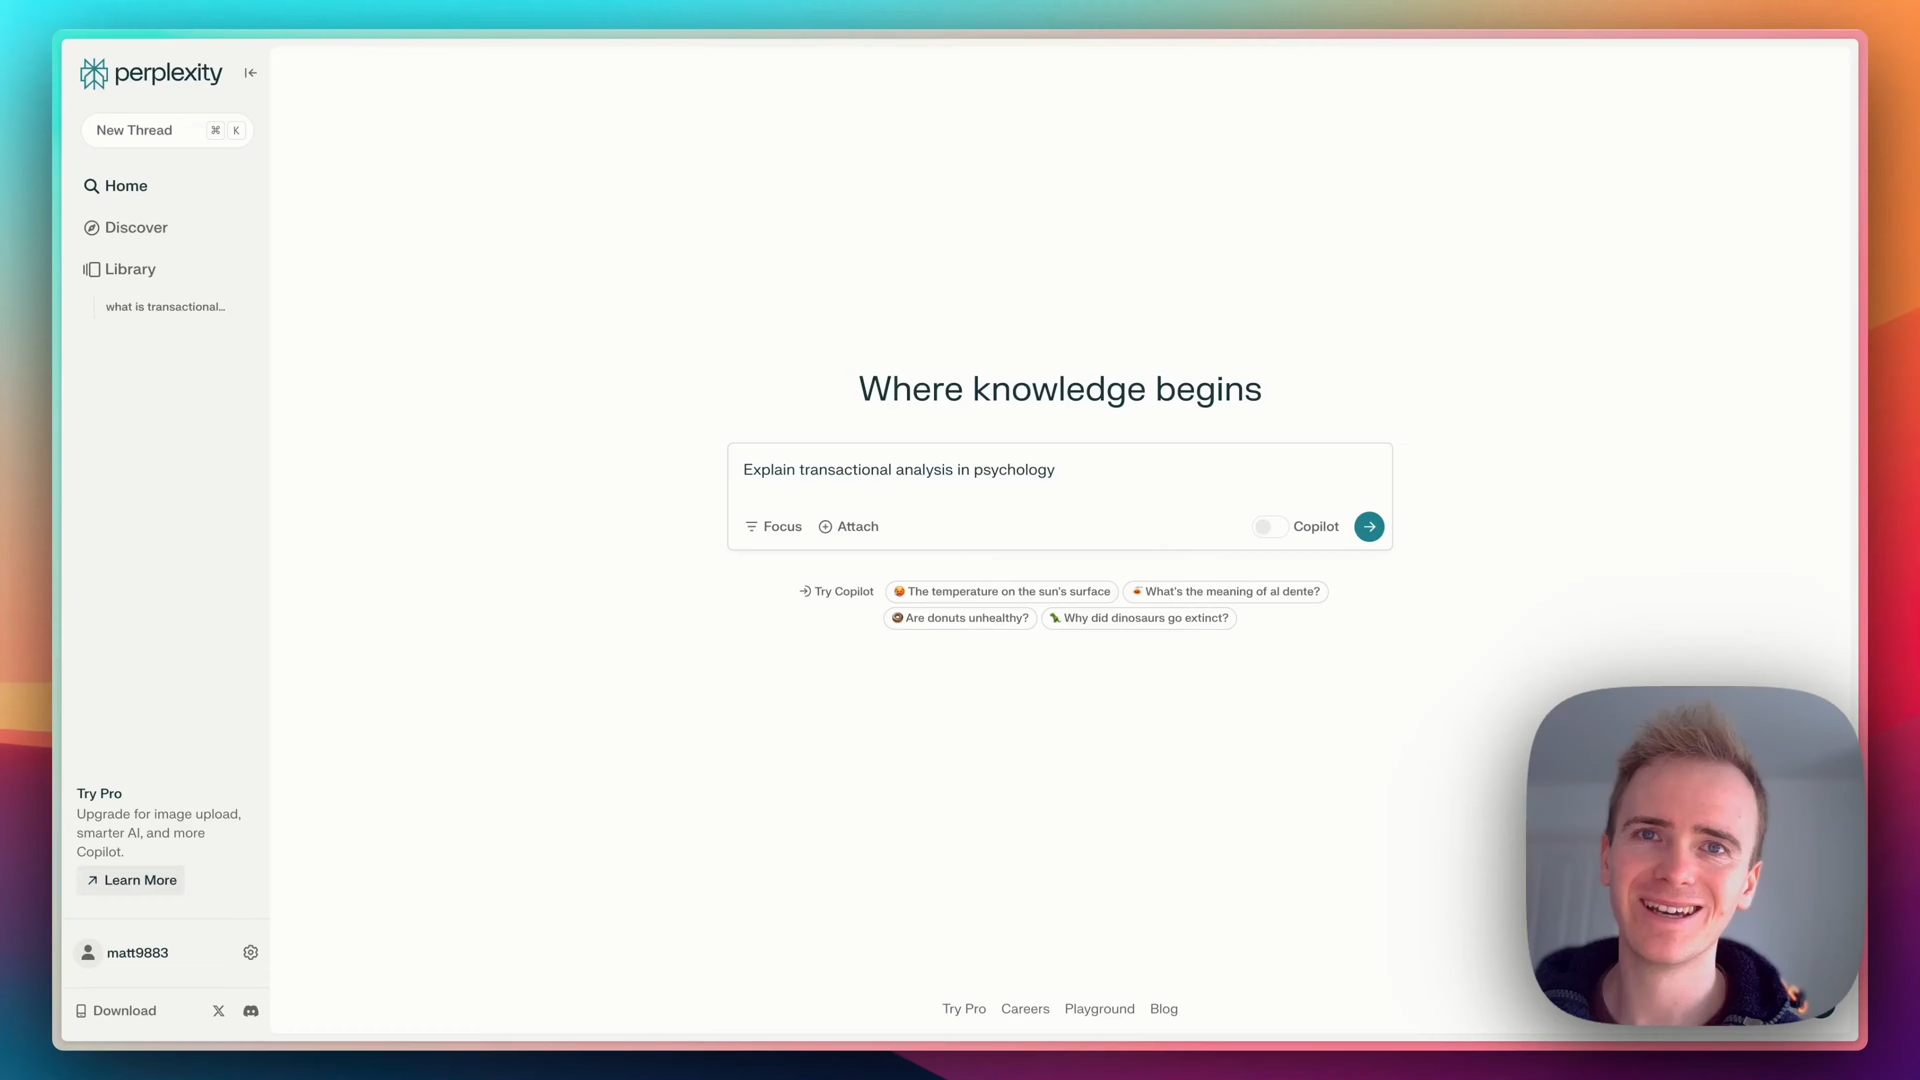 perplexity
New Thread ⌘ K
Home
Discover
Library
what is transactional...
Where knowledge begins
Explain transactional analysis in psychology
Focus Attach Copilot
Try Copilot The temperature on the sun's surface What's the meaning of al dente?
Are donuts unhealthy? Why did dinosaurs go extinct?
Try Pro
Upgrade for image upload,
smarter AI, and more
Copilot.
Learn More
matt9883
Download
Try Pro Careers Playground Blog